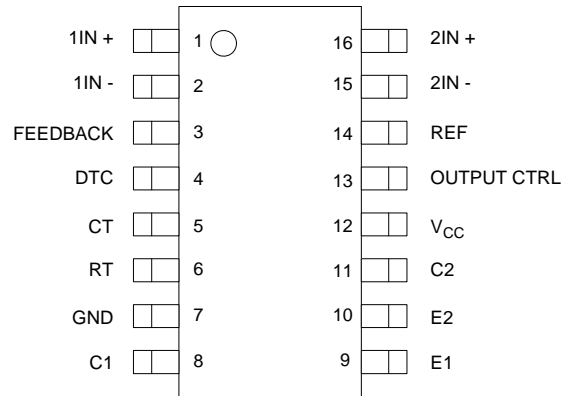 1IN + 1 16 2IN +
1IN - 2 15 2IN -
FEEDBACK 3 14 REF
DTC 4 13 OUTPUT CTRL
CT 5 12 VCC
RT 6 11 C2
GND 7 10 E2
C1 8 9 E1